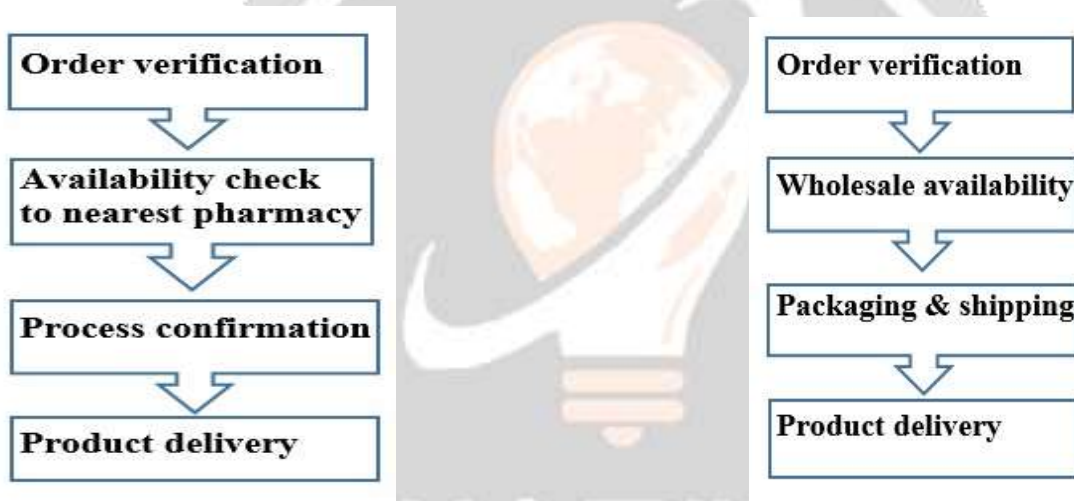 Order verification
Availability check
to nearest pharmacy
Process confirmation
Product delivery
Order verification
Wholesale availability
Packaging & shipping
Product delivery